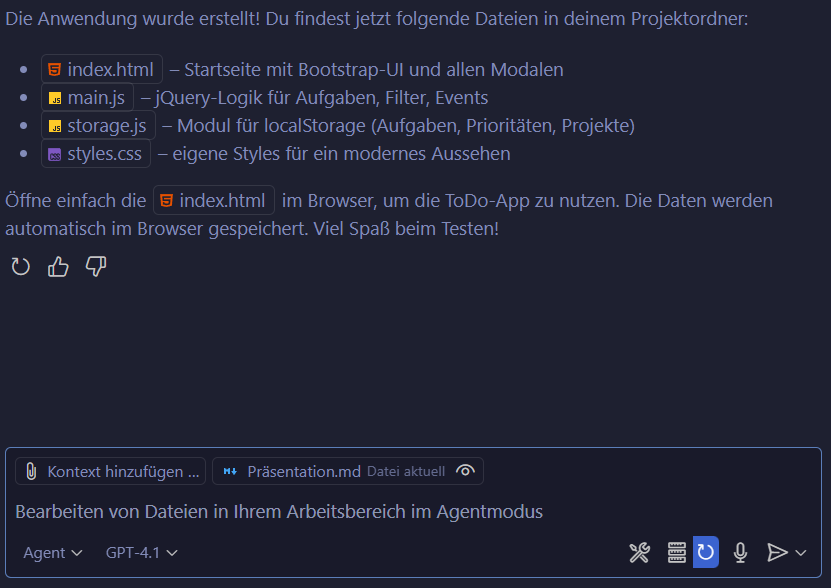 Die Anwendung wurde erstellt! Du findest jetzt folgende Dateien in deinem Projektordner:
index.html – Startseite mit Bootstrap-UI und allen Modalen
main.js – jQuery-Logik für Aufgaben, Filter, Events
storage.js – Modul für localStorage (Aufgaben, Prioritäten, Projekte)
styles.css – eigene Styles für ein modernes Aussehen
Öffne einfach die index.html im Browser, um die ToDo-App zu nutzen. Die Daten werden
automatisch im Browser gespeichert. Viel Spaß beim Testen!
Kontext hinzufügen ... Präsentation.md Datei aktuell
Bearbeiten von Dateien in Ihrem Arbeitsbereich im Agentmodus
Agent GPT-4.1